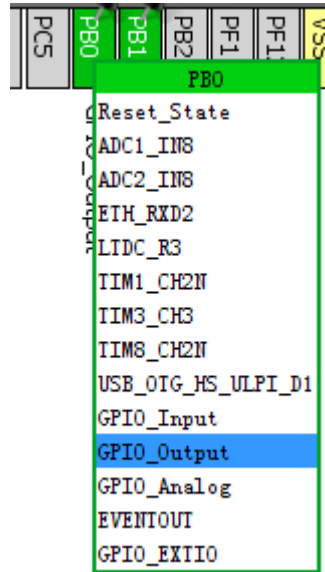 PC5
PB0
PB1
PB2
PF1
PF1
VSS
PB0
Reset_State
ADC1_IN8
ADC2_IN8
ETH_RXD2
LTDC_R3
TIM1_CH2N
TIM3_CH3
TIM8_CH2N
USB_OTG_HS_ULPI_D1
GPIO_Input
GPIO_Output
GPIO_Analog
EVENTOUT
GPIO_EXTI0